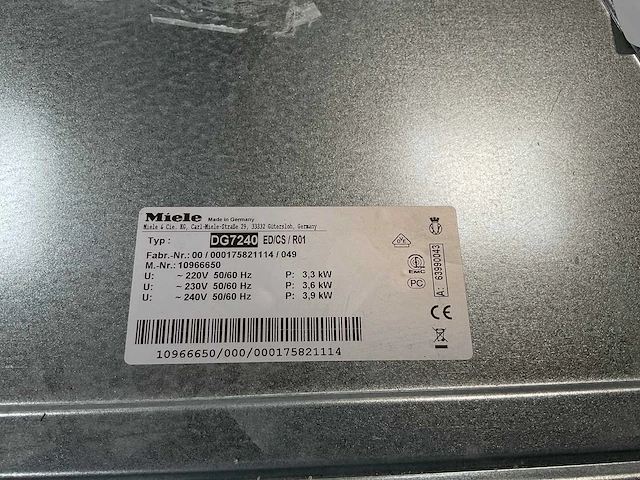 Miele Made in Germany
Miele & Cie. KG, Carl-Miele-Straße 29, 33332 Gütersloh, Germany
Typ : DG7240 ED/CS / R01
Fabr.-Nr.: 00 / 000175821114 / 049
M.-Nr.: 10966650
U: ~ 220V 50/60 Hz P: 3,3 kW
U: ~ 230V 50/60 Hz P: 3,6 kW
U: ~ 240V 50/60 Hz P: 3,9 kW
10966650/000/000175821114
EMC
PC
A: 63990043
CE